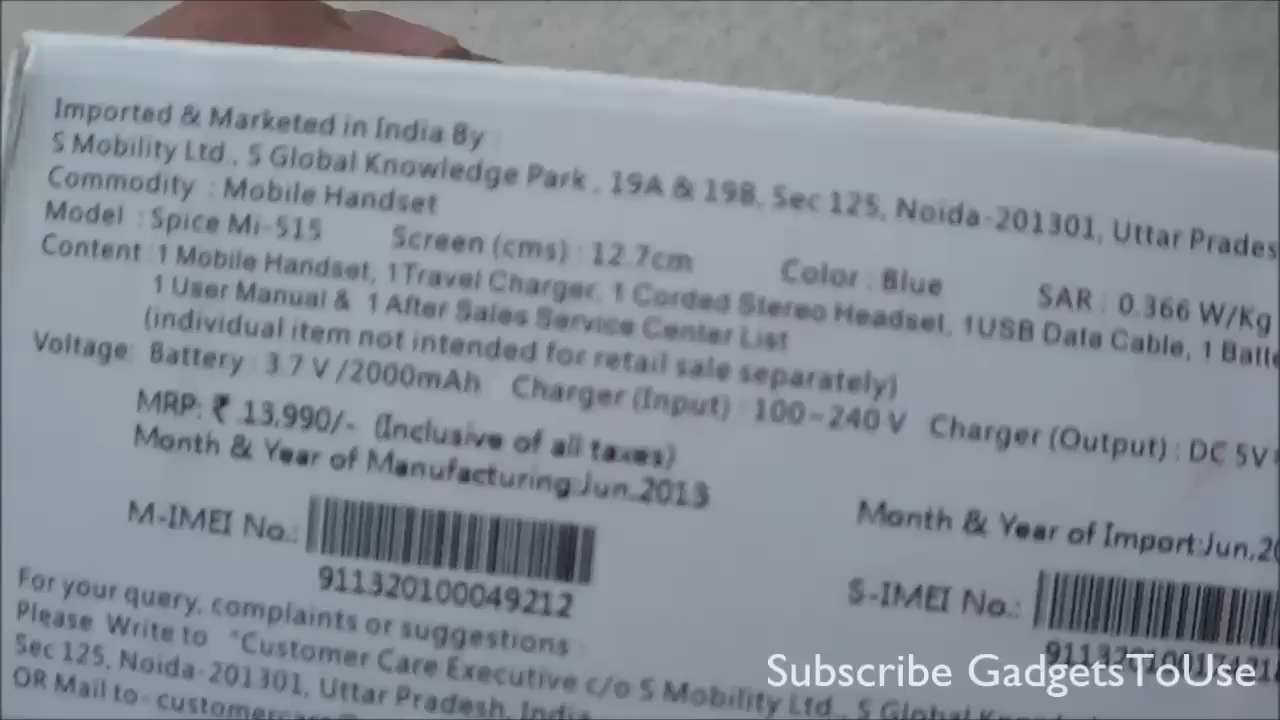 Imported & Marketed in India By :
S Mobility Ltd., S Global Knowledge Park, 19A & 19B, Sec 125, Noida-201301, Uttar Prades
Commodity : Mobile Handset
Model : Spice Mi-515 Screen (cms) : 12.7cm Color : Blue SAR : 0.366 W/Kg
Content : 1 Mobile Handset, 1Travel Charger, 1 Corded Stereo Headset, 1USB Data Cable, 1 Batte
1 User Manual & 1 After Sales Service Center List
(individual item not intended for retail sale separately)
Voltage: Battery : 3.7 V /2000mAh Charger (Input) : 100~240 V Charger (Output) : DC 5V
MRP: ₹ 13,990/- (Inclusive of all taxes)
Month & Year of Manufacturing:Jun,2013 Month & Year of Import:Jun,20
M-IMEI No.: S-IMEI No.:
911320100049212
For your query, complaints or suggestions :
Please Write to "Customer Care Executive c/o S Mobility Ltd., S Global
Sec 125, Noida-201301, Uttar Pradesh, India
OR Mail to- customercare@
Subscribe GadgetsToUse